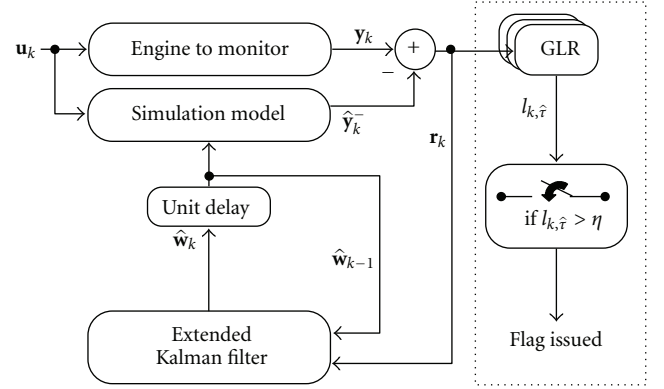 u_k
Engine to monitor
y_k
+
−
GLR
Simulation model
ŷ_k^−
r_k
l_{k,τ̂}
Unit delay
if l_{k,τ̂} > η
ŵ_k
ŵ_{k−1}
Extended
Kalman filter
Flag issued